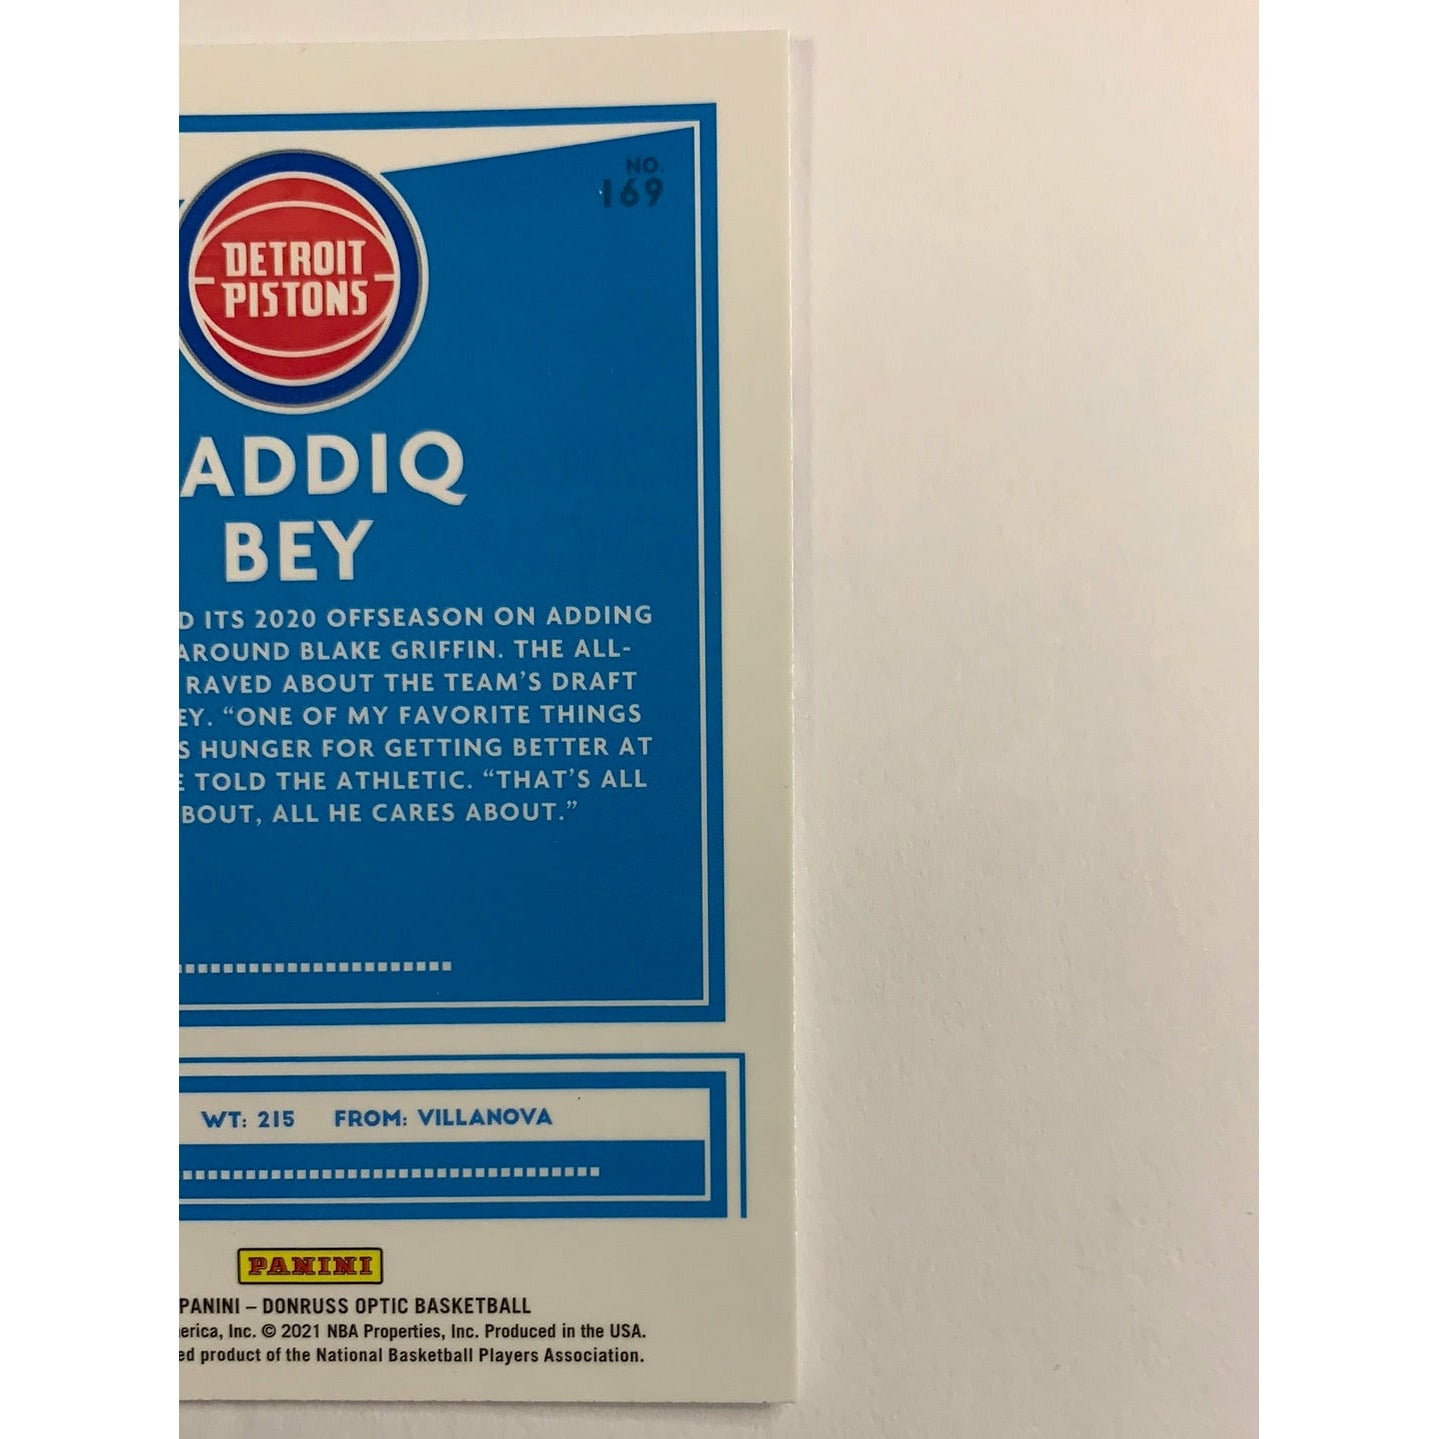 NO.
169
DETROIT
PISTONS
ADDIQ
BEY
D ITS 2020 OFFSEASON ON ADDING
AROUND BLAKE GRIFFIN. THE ALL-
RAVED ABOUT THE TEAM'S DRAFT
EY. “ONE OF MY FAVORITE THINGS
S HUNGER FOR GETTING BETTER AT
E TOLD THE ATHLETIC. “THAT'S ALL
BOUT, ALL HE CARES ABOUT.”
WT: 215 FROM: VILLANOVA
PANINI
PANINI – DONRUSS OPTIC BASKETBALL
erica, Inc. © 2021 NBA Properties, Inc. Produced in the USA.
ed product of the National Basketball Players Association.